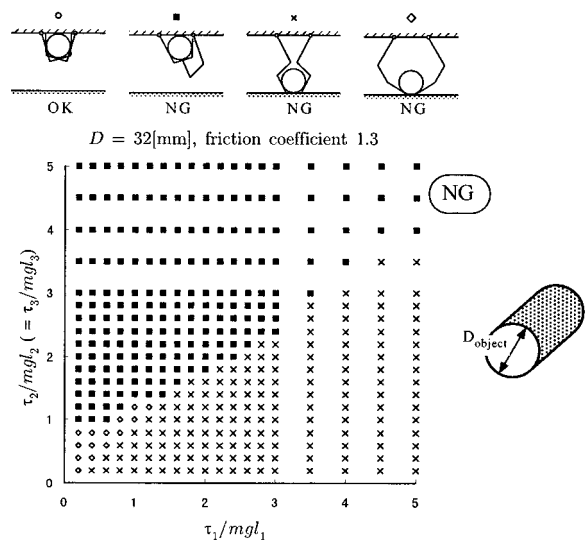 OK NG NG NG
D = 32[mm], friction coefficient 1.3
NG
τ2/mgl2 (= τ3/mgl3)
5
4
3
2
1
0
0 1 2 3 4 5
τ1/mgl1
Dobject